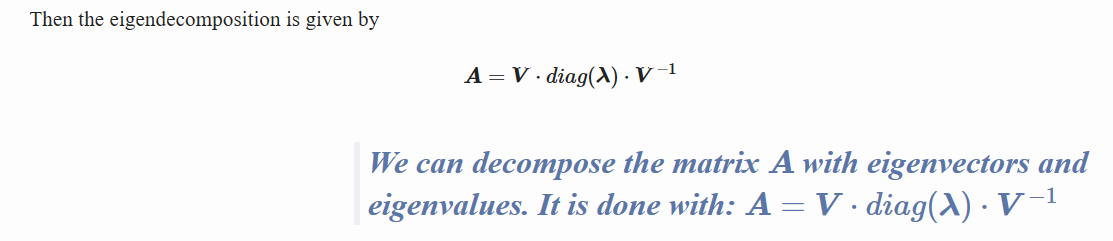 Then the eigendecomposition is given by
A = V · diag(λ) · V⁻¹
We can decompose the matrix A with eigenvectors and
eigenvalues. It is done with: A = V · diag(λ) · V⁻¹